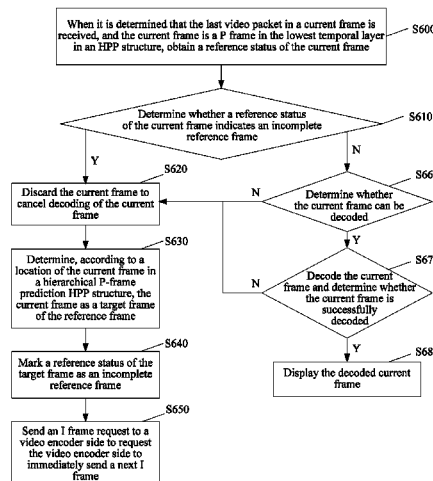 When it is determined that the last video packet in a current frame is
received, and the current frame is a P frame in the lowest temporal layer
in an HPP structure, obtain a reference status of the current frame
S600
Determine whether a reference status
of the current frame indicates an incomplete
reference frame
S610
Y
N
S620
Discard the current frame to
cancel decoding of the current
frame
N
S66
Determine whether
the current frame can be
decoded
Y
S630
Determine, according to a
location of the current frame in
a hierarchical P-frame
prediction HPP structure, the
current frame as a target frame
of the reference frame
N
S67
Decode the current
frame and determine whether
the current frame is
successfully
decoded
Y
S640
Mark a reference status of the
target frame as an incomplete
reference frame
S68
Display the decoded current
frame
S650
Send an I frame request to a
video encoder side to request
the video encoder side to
immediately send a next I
frame